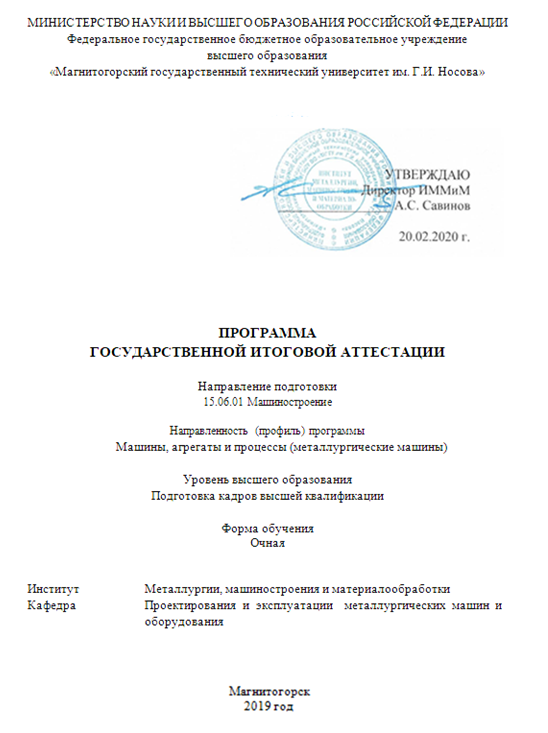 МИНИСТЕРСТВО НАУКИ И ВЫСШЕГО ОБРАЗОВАНИЯ РОССИЙСКОЙ ФЕДЕРАЦИИ
Федеральное государственное бюджетное образовательное учреждение
высшего образования
«Магнитогорский государственный технический университет им. Г.И. Носова»
УТВЕРЖДАЮ
Директор ИММиМ
А.С. Савинов
20.02.2020 г.
ПРОГРАММА
ГОСУДАРСТВЕННОЙ ИТОГОВОЙ АТТЕСТАЦИИ
Направление подготовки
15.06.01 Машиностроение
Направленность (профиль) программы
Машины, агрегаты и процессы (металлургические машины)
Уровень высшего образования
Подготовка кадров высшей квалификации
Форма обучения
Очная
Институт Металлургии, машиностроения и материалообработки
Кафедра Проектирования и эксплуатации металлургических машин и
оборудования
Магнитогорск
2019 год